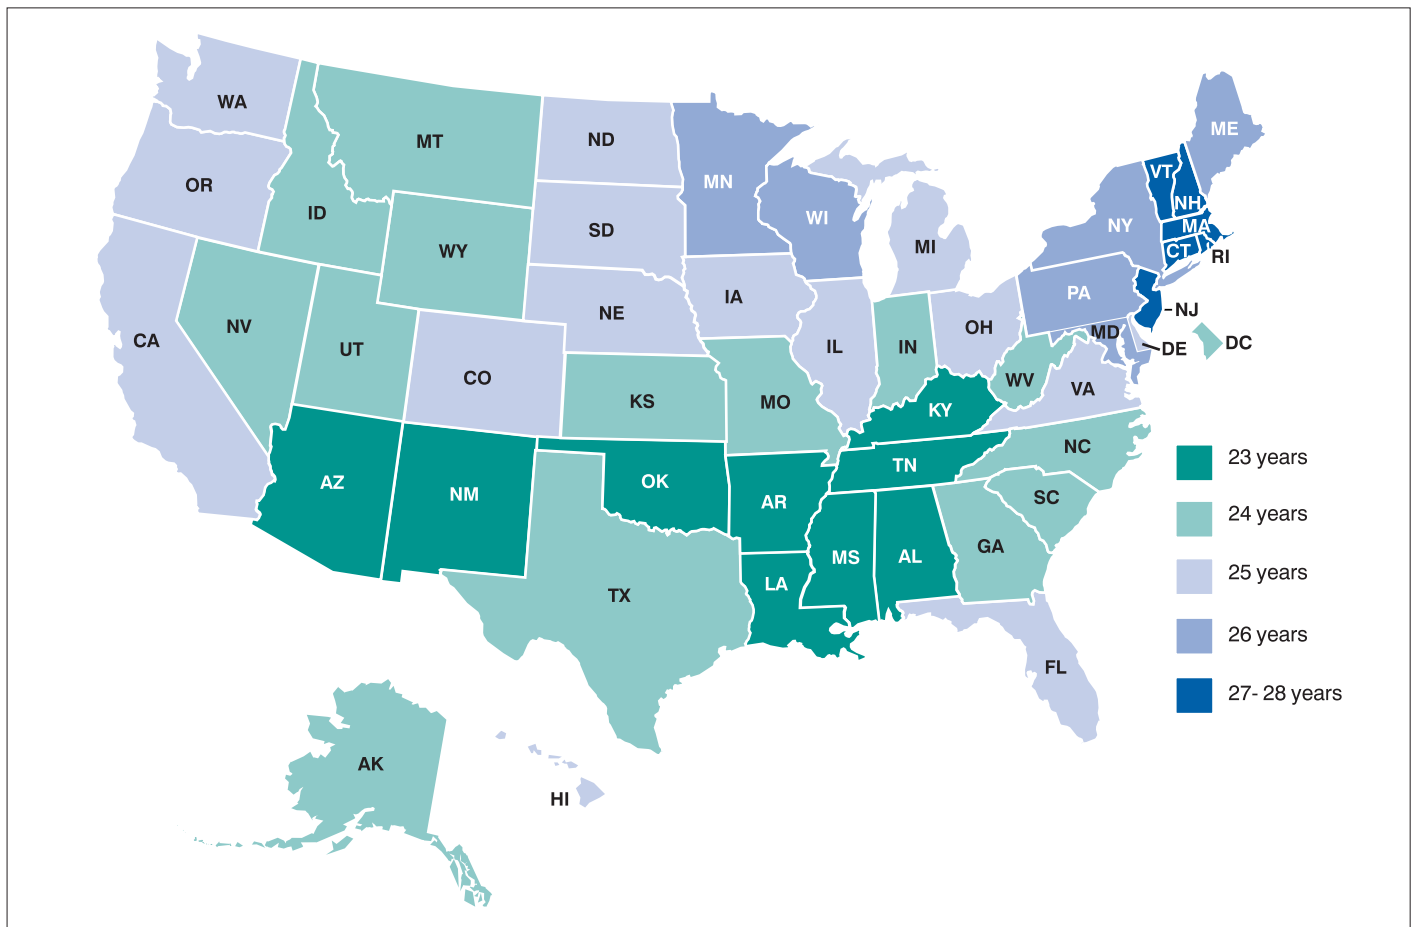 WA
MT
ND
MN
ME
OR
ID
WY
SD
WI
MI
VT
NH
NY
MA
CT
RI
NV
UT
CA
CO
NE
IA
IL
IN
OH
PA
NJ
MD
DE
DC
KS
MO
WV
VA
KY
AZ
NM
OK
AR
TN
NC
SC
GA
MS
AL
LA
TX
FL
AK
HI
23 years
24 years
25 years
26 years
27- 28 years